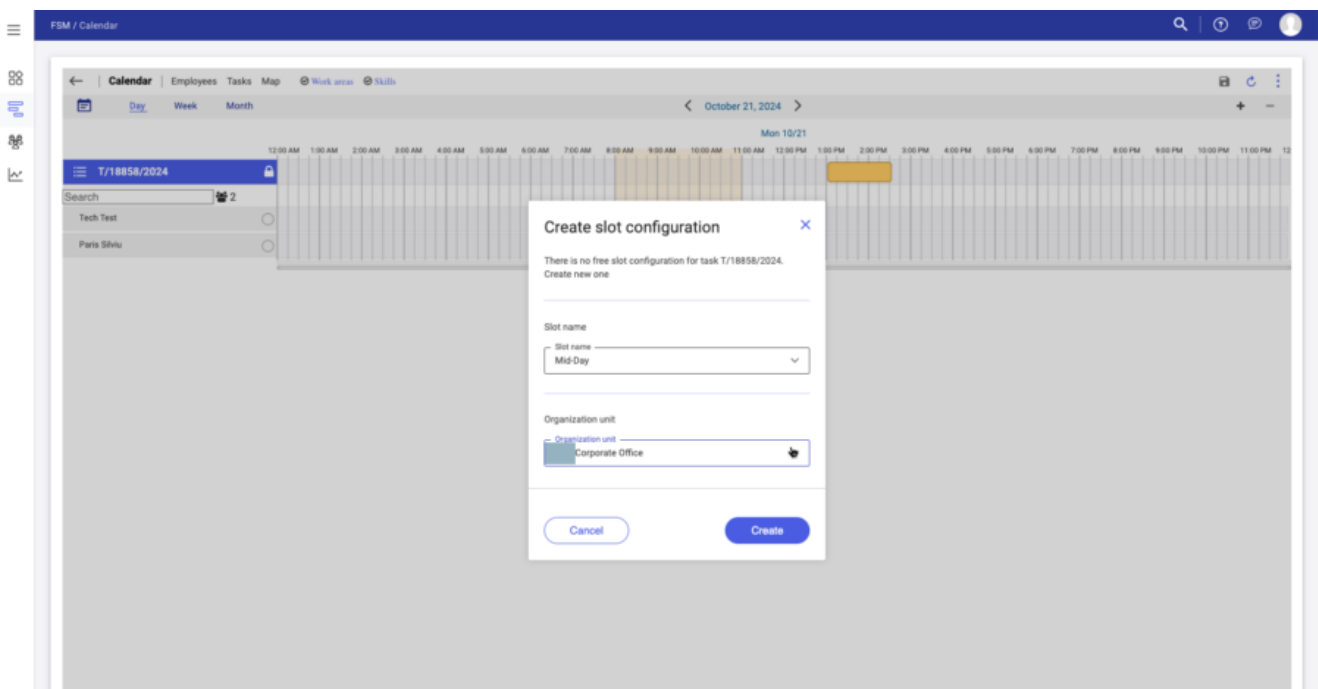 FSM / Calendar
Calendar Employees Tasks Map Work areas Skills
Day Week Month October 21, 2024
Mon 10/21
12:00 AM 1:00 AM 2:00 AM 3:00 AM 4:00 AM 5:00 AM 6:00 AM 7:00 AM 8:00 AM 9:00 AM 10:00 AM 11:00 AM 12:00 PM 1:00 PM 2:00 PM 3:00 PM 4:00 PM 5:00 PM 6:00 PM 7:00 PM 8:00 PM 9:00 PM 10:00 PM 11:00 PM 12
T/18858/2024
Search 2
Tech Test
Paris Silviu
Create slot configuration
There is no free slot configuration for task T/18858/2024.
Create new one
Slot name
Slot name
Mid-Day
Organization unit
Organization unit
Corporate Office
Cancel Create